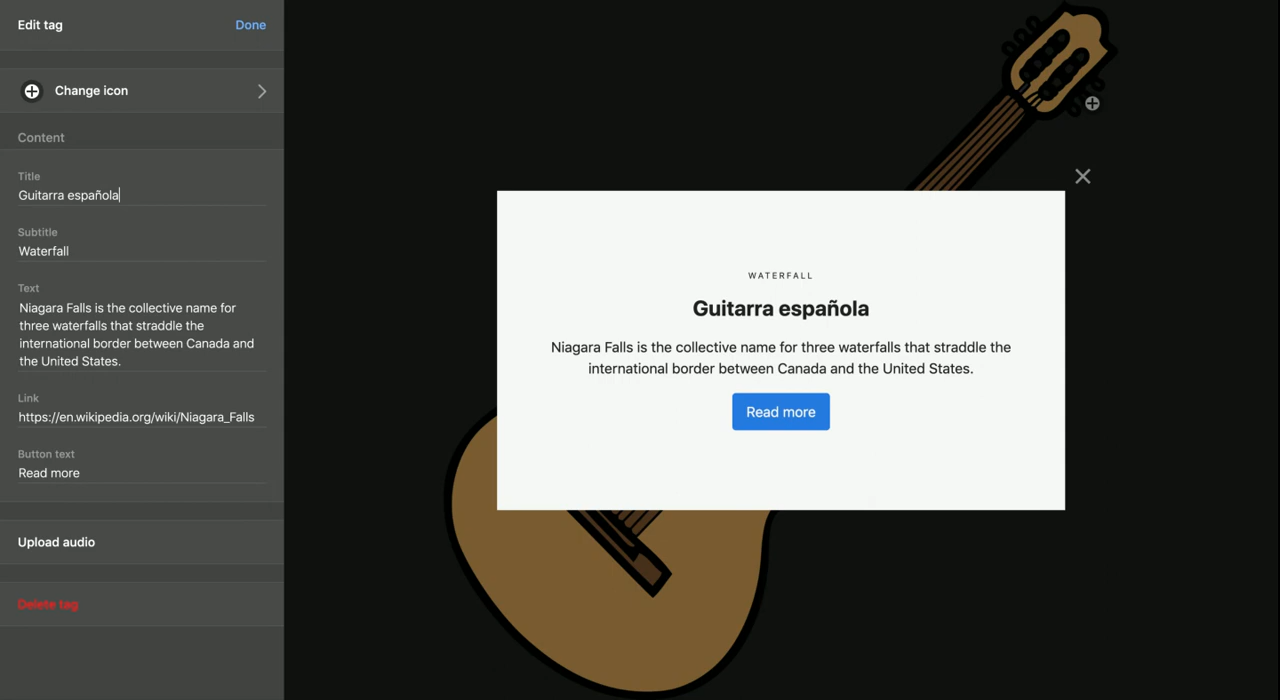 Edit tag
Done
Change icon
Content
Title
Guitarra española
Subtitle
Waterfall
Text
Niagara Falls is the collective name for
three waterfalls that straddle the
international border between Canada and
the United States.
Link
https://en.wikipedia.org/wiki/Niagara_Falls
Button text
Read more
Upload audio
Delete tag
WATERFALL
Guitarra española
Niagara Falls is the collective name for three waterfalls that straddle the
international border between Canada and the United States.
Read more